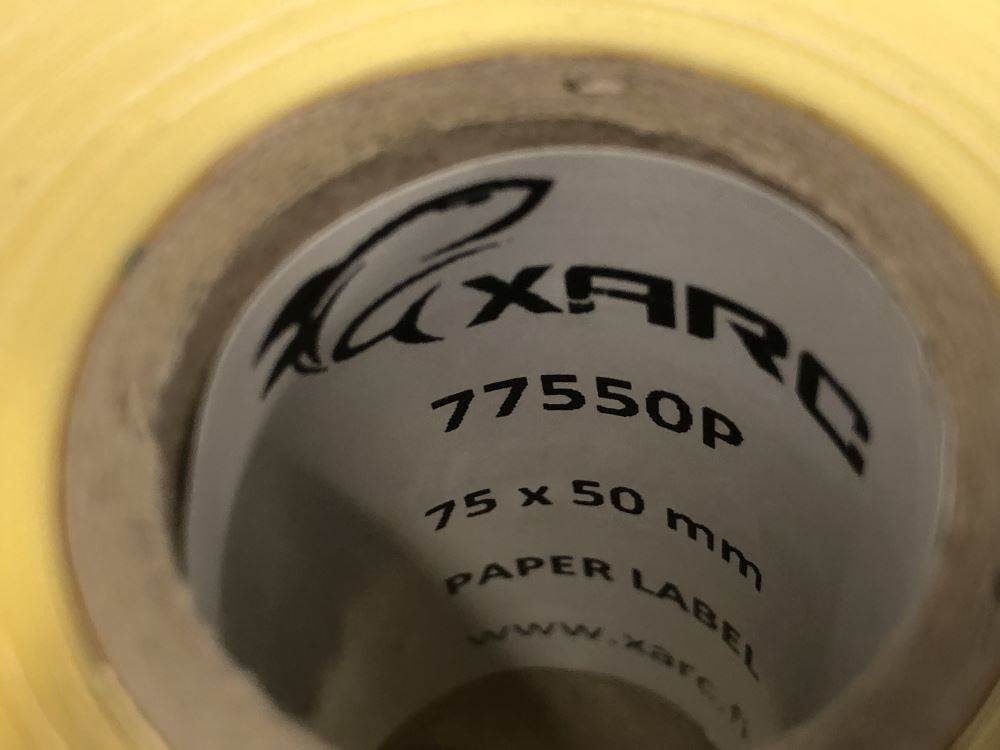 XARC
77550P
75 x 50 mm
PAPER LABEL
www.xarc.fi